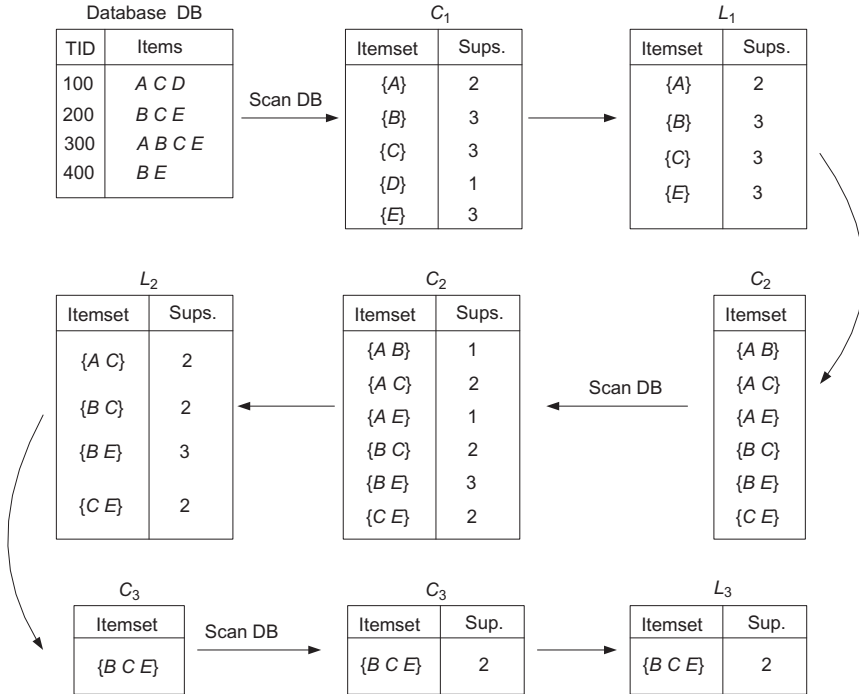 Database DB
TID Items
100 A C D
200 B C E
300 A B C E
400 B E
Scan DB
C1
Itemset Sups.
{A} 2
{B} 3
{C} 3
{D} 1
{E} 3
L1
Itemset Sups.
{A} 2
{B} 3
{C} 3
{E} 3
L2
Itemset Sups.
{A C} 2
{B C} 2
{B E} 3
{C E} 2
C2
Itemset Sups.
{A B} 1
{A C} 2
{A E} 1
{B C} 2
{B E} 3
{C E} 2
Scan DB
C2
Itemset
{A B}
{A C}
{A E}
{B C}
{B E}
{C E}
C3
Itemset
{B C E}
Scan DB
C3
Itemset Sup.
{B C E} 2
L3
Itemset Sup.
{B C E} 2